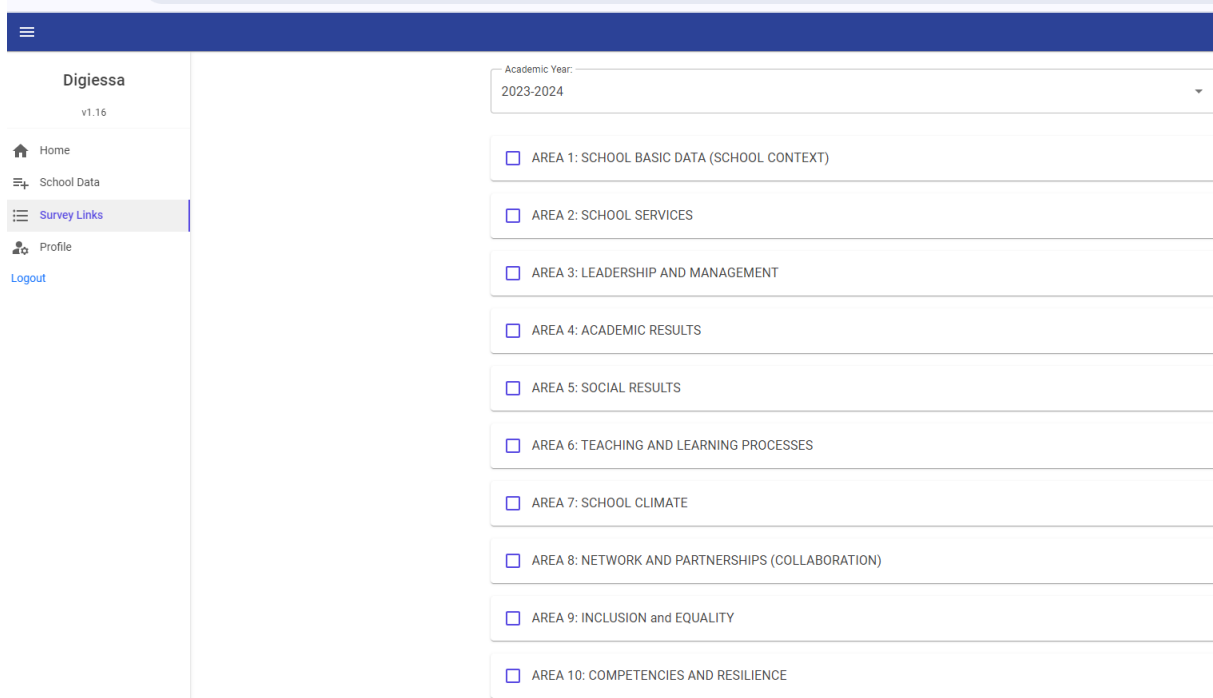 Digiessa
v1.16
Home
School Data
Survey Links
Profile
Logout
Academic Year:
2023-2024
AREA 1: SCHOOL BASIC DATA (SCHOOL CONTEXT)
AREA 2: SCHOOL SERVICES
AREA 3: LEADERSHIP AND MANAGEMENT
AREA 4: ACADEMIC RESULTS
AREA 5: SOCIAL RESULTS
AREA 6: TEACHING AND LEARNING PROCESSES
AREA 7: SCHOOL CLIMATE
AREA 8: NETWORK AND PARTNERSHIPS (COLLABORATION)
AREA 9: INCLUSION and EQUALITY
AREA 10: COMPETENCIES AND RESILIENCE